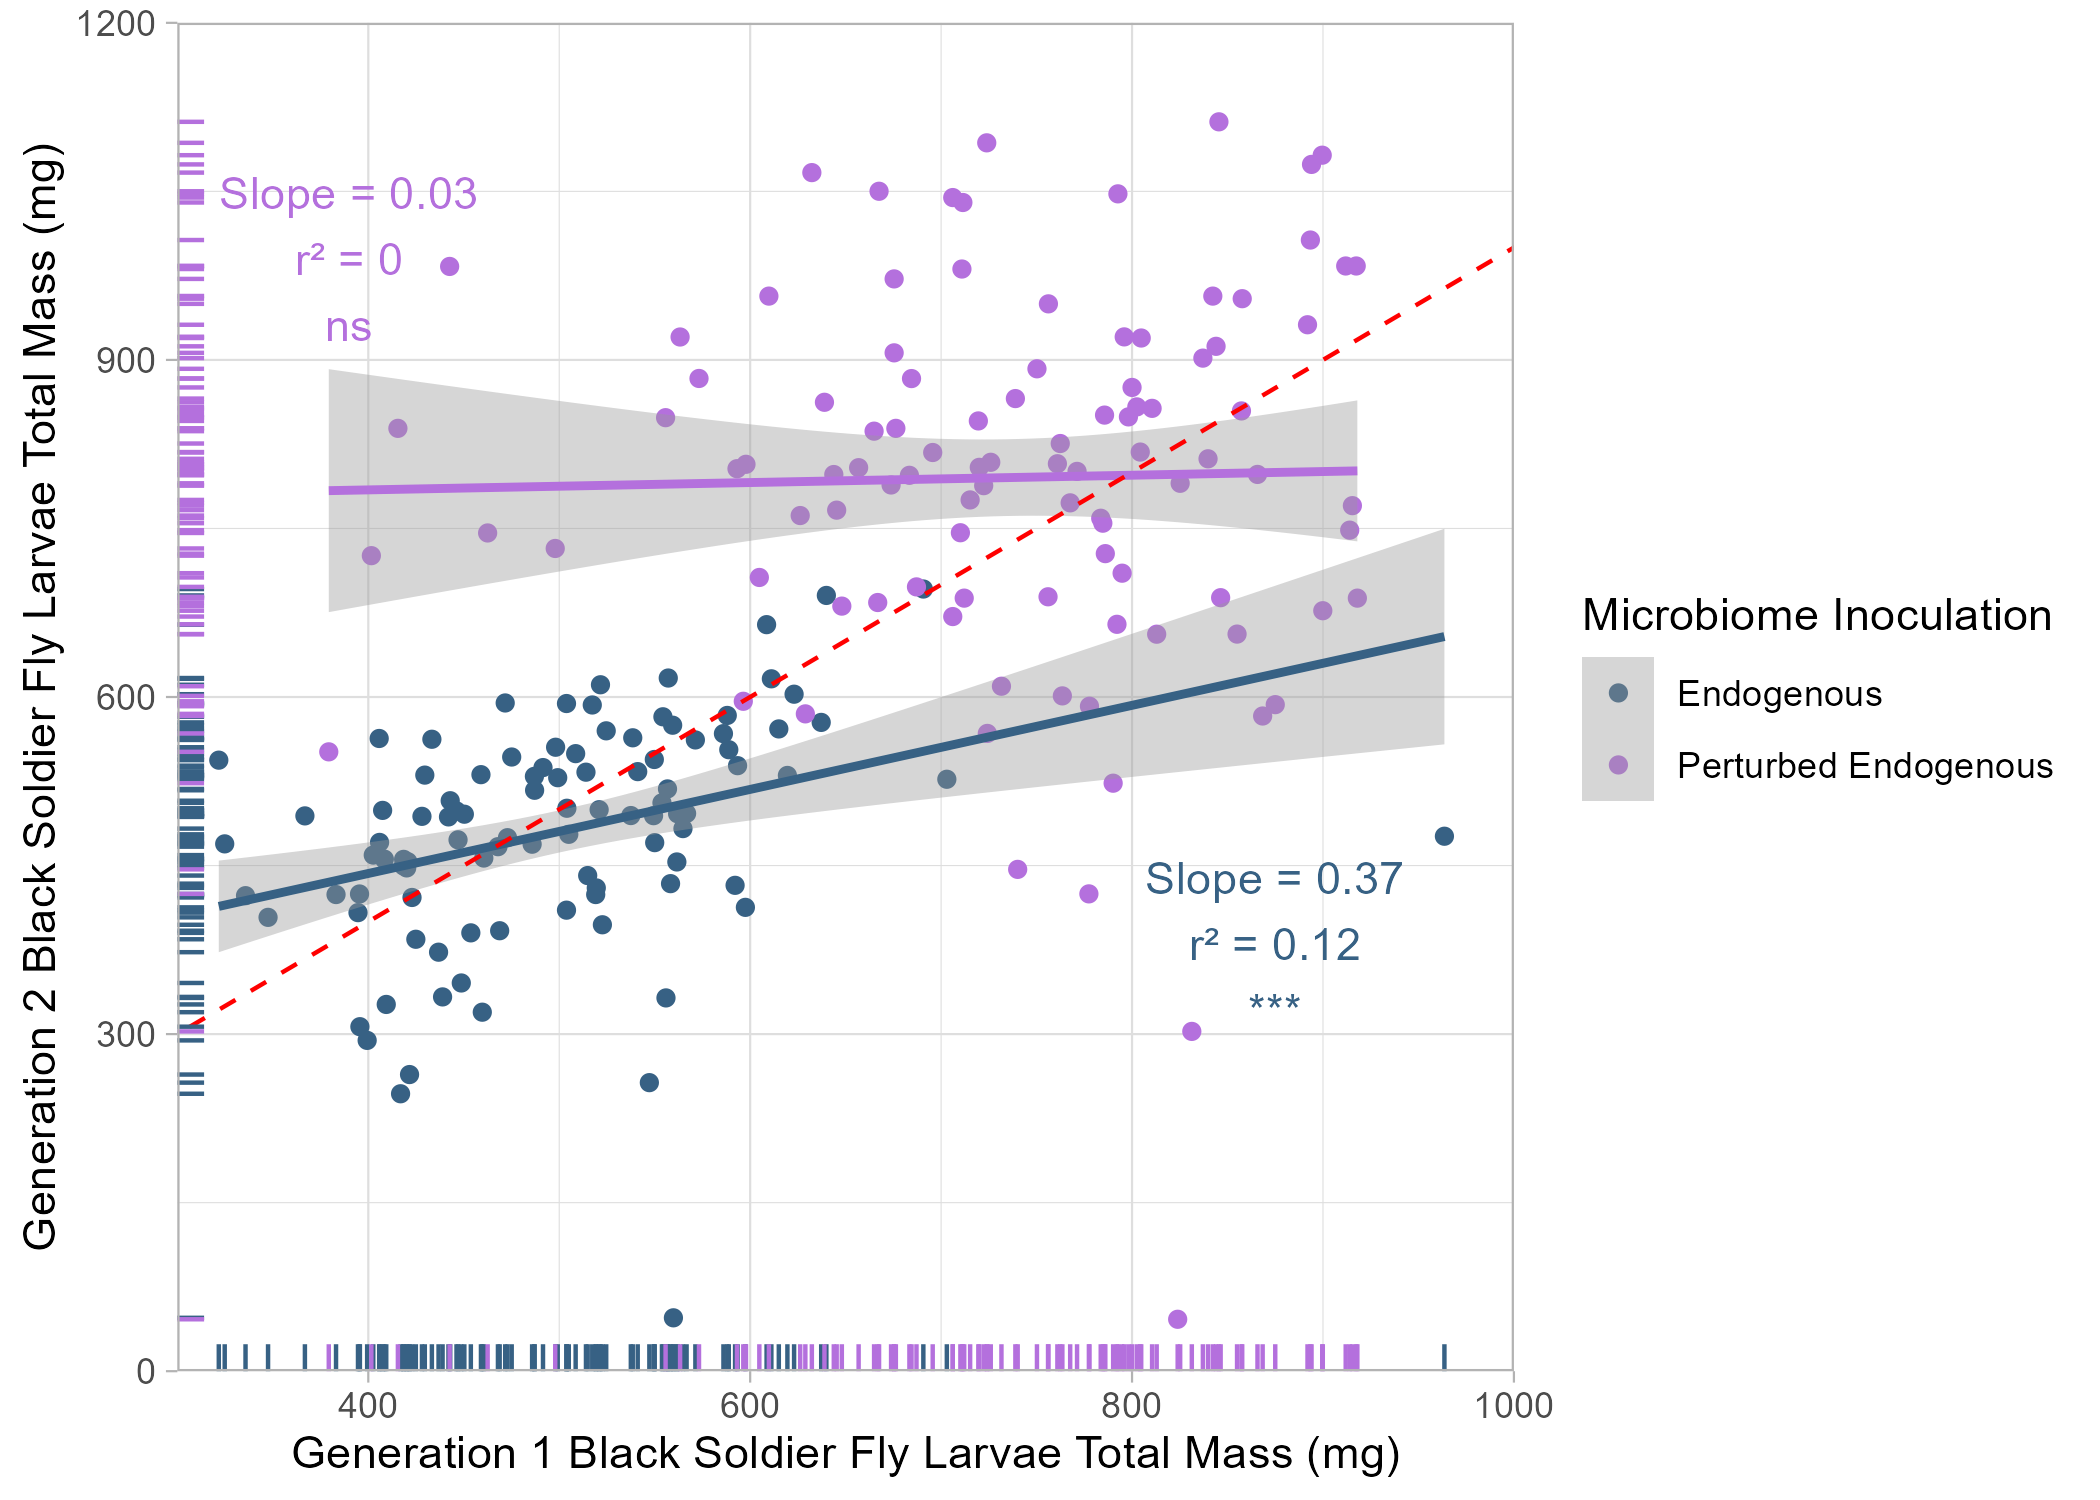 1200
900
600
300
0
Generation 2 Black Soldier Fly Larvae Total Mass (mg)
Slope = 0.03
r² = 0
ns
Slope = 0.37
r² = 0.12
***
400
600
800
1000
Generation 1 Black Soldier Fly Larvae Total Mass (mg)
Microbiome Inoculation
Endogenous
Perturbed Endogenous